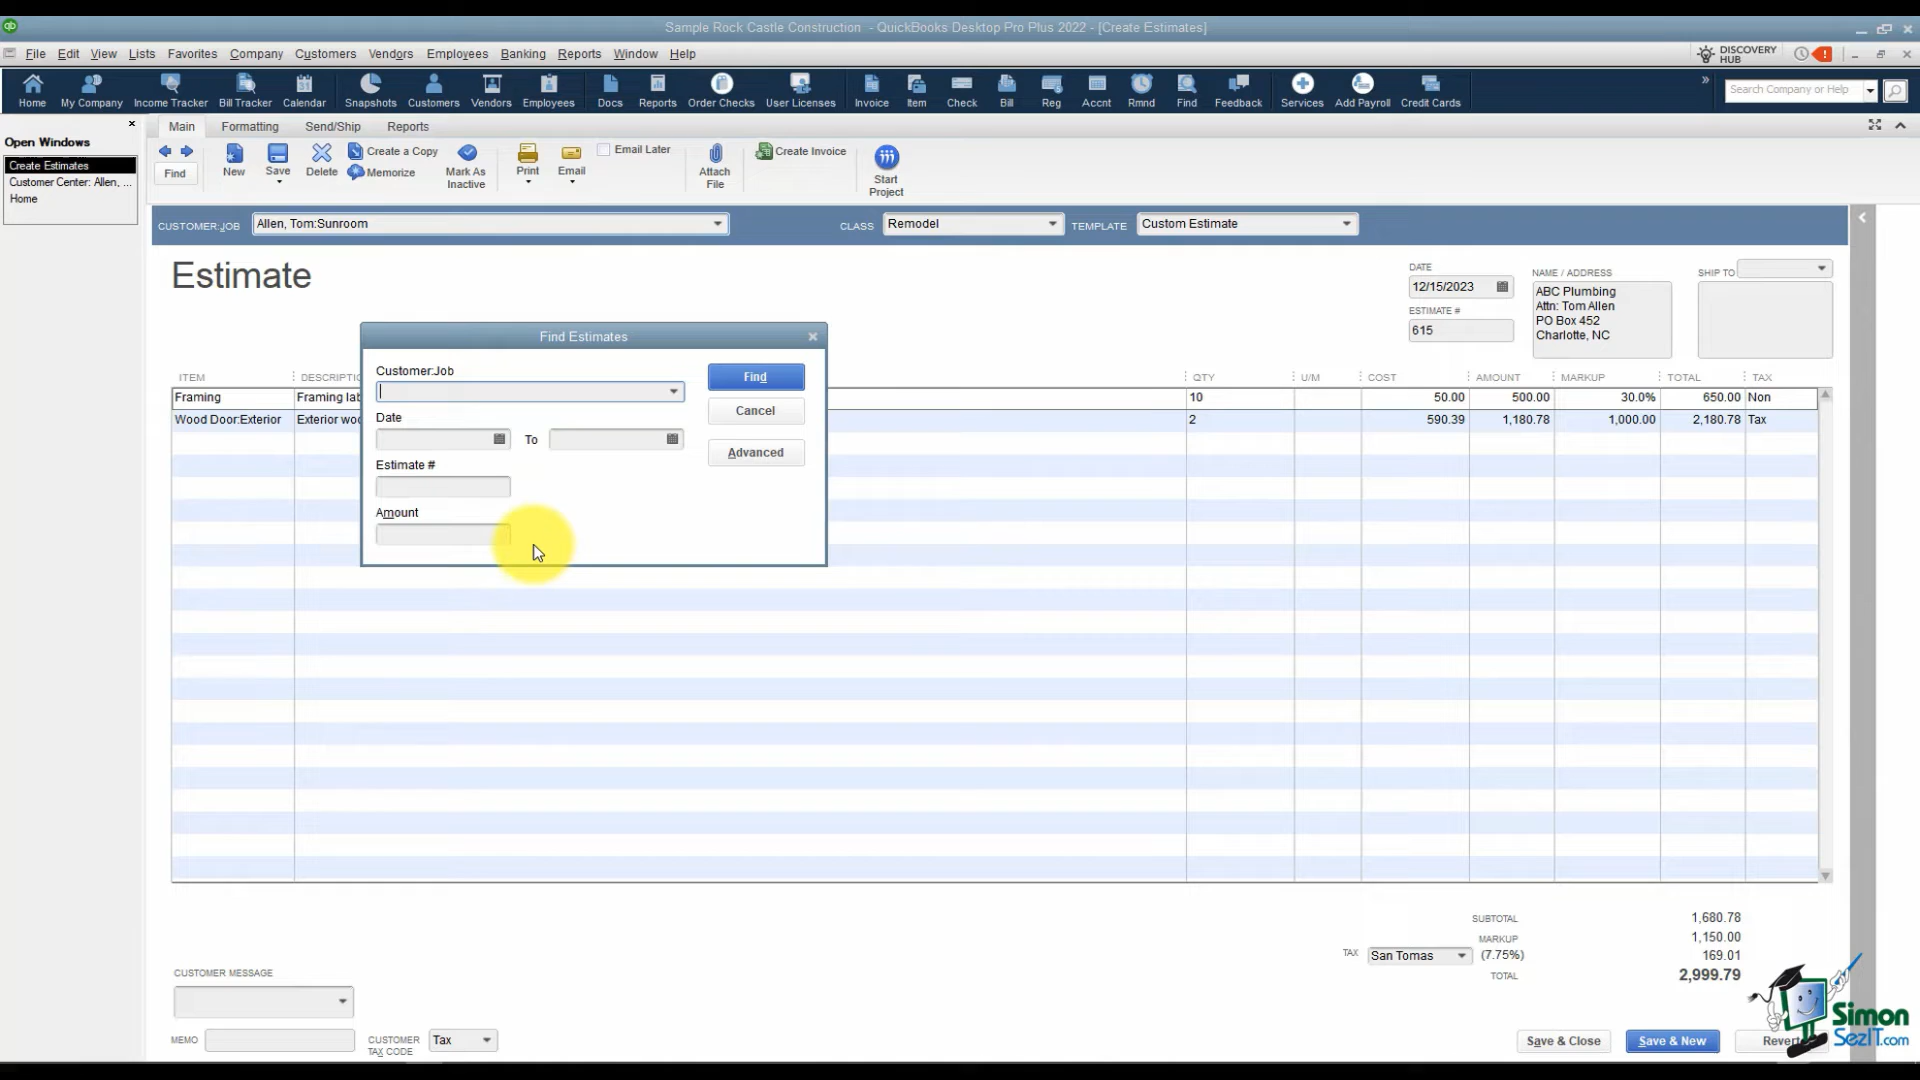 Sample Rock Castle Construction - QuickBooks Desktop Pro Plus 2022 - [Create Estimates]
File Edit View Lists Favorites Company Customers Vendors Employees Banking Reports Window Help
DISCOVERY
HUB
Home My Company Income Tracker Bill Tracker Calendar Snapshots Customers Vendors Employees Docs Reports Order Checks User Licenses Invoice Item Check Bill Reg Accnt Rmnd Find Feedback Services Add Payroll Credit Cards
Search Company or Help
Open Windows
Create Estimates
Customer Center: Allen, ...
Home
Main Formatting Send/Ship Reports
Find
New
Save
Delete
Create a Copy
Memorize
Mark As
Inactive
Print
Email
Email Later
Attach
File
Create Invoice
Start
Project
CUSTOMER:JOB Allen, Tom:Sunroom CLASS Remodel TEMPLATE Custom Estimate
Estimate
DATE
12/15/2023
ESTIMATE #
615
NAME / ADDRESS
ABC Plumbing
Attn: Tom Allen
PO Box 452
Charlotte, NC
SHIP TO
Find Estimates
Customer:Job
Find
Cancel
Date
To
Advanced
Estimate #
Amount
ITEM QTY U/M COST AMOUNT MARKUP TOTAL TAX
Framing Framing 10 50.00 500.00 30.0% 650.00 Non
Wood Door:Exterior Exterior 2 590.39 1,180.78 1,000.00 2,180.78 Tax
SUBTOTAL 1,680.78
MARKUP 1,150.00
TAX San Tomas (7.75%) 169.01
TOTAL 2,999.79
CUSTOMER MESSAGE
MEMO
CUSTOMER
TAX CODE
Tax
Save & Close Save & New Revert
Simon
SezIT.com